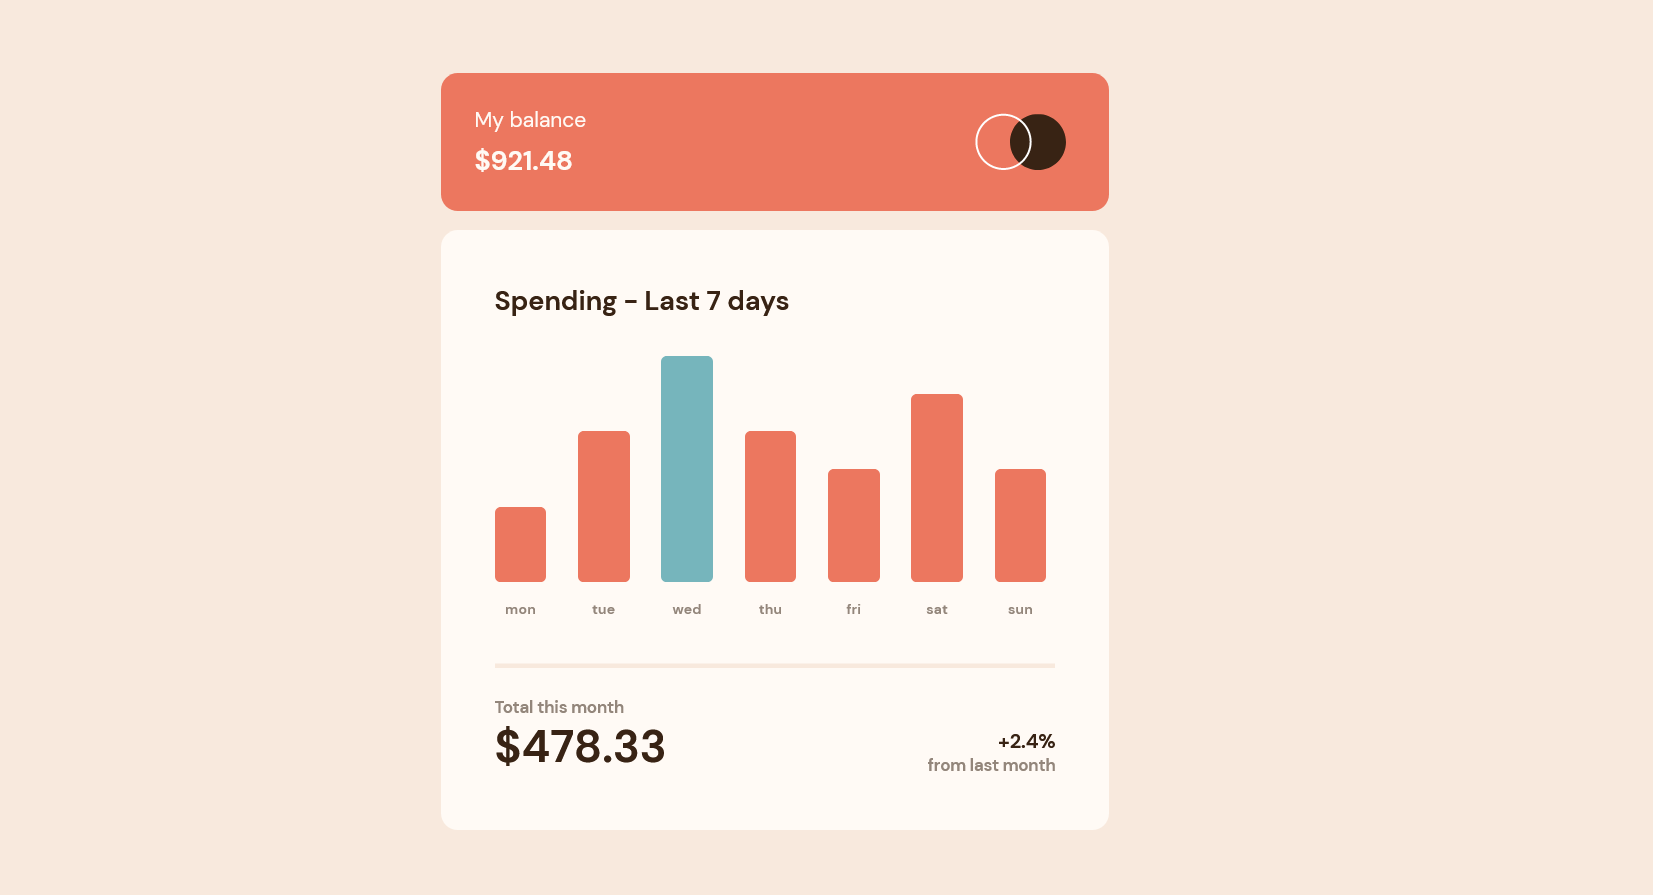 My balance
$921.48
Spending - Last 7 days
mon tue wed thu fri sat sun
Total this month
$478.33
+2.4%
from last month